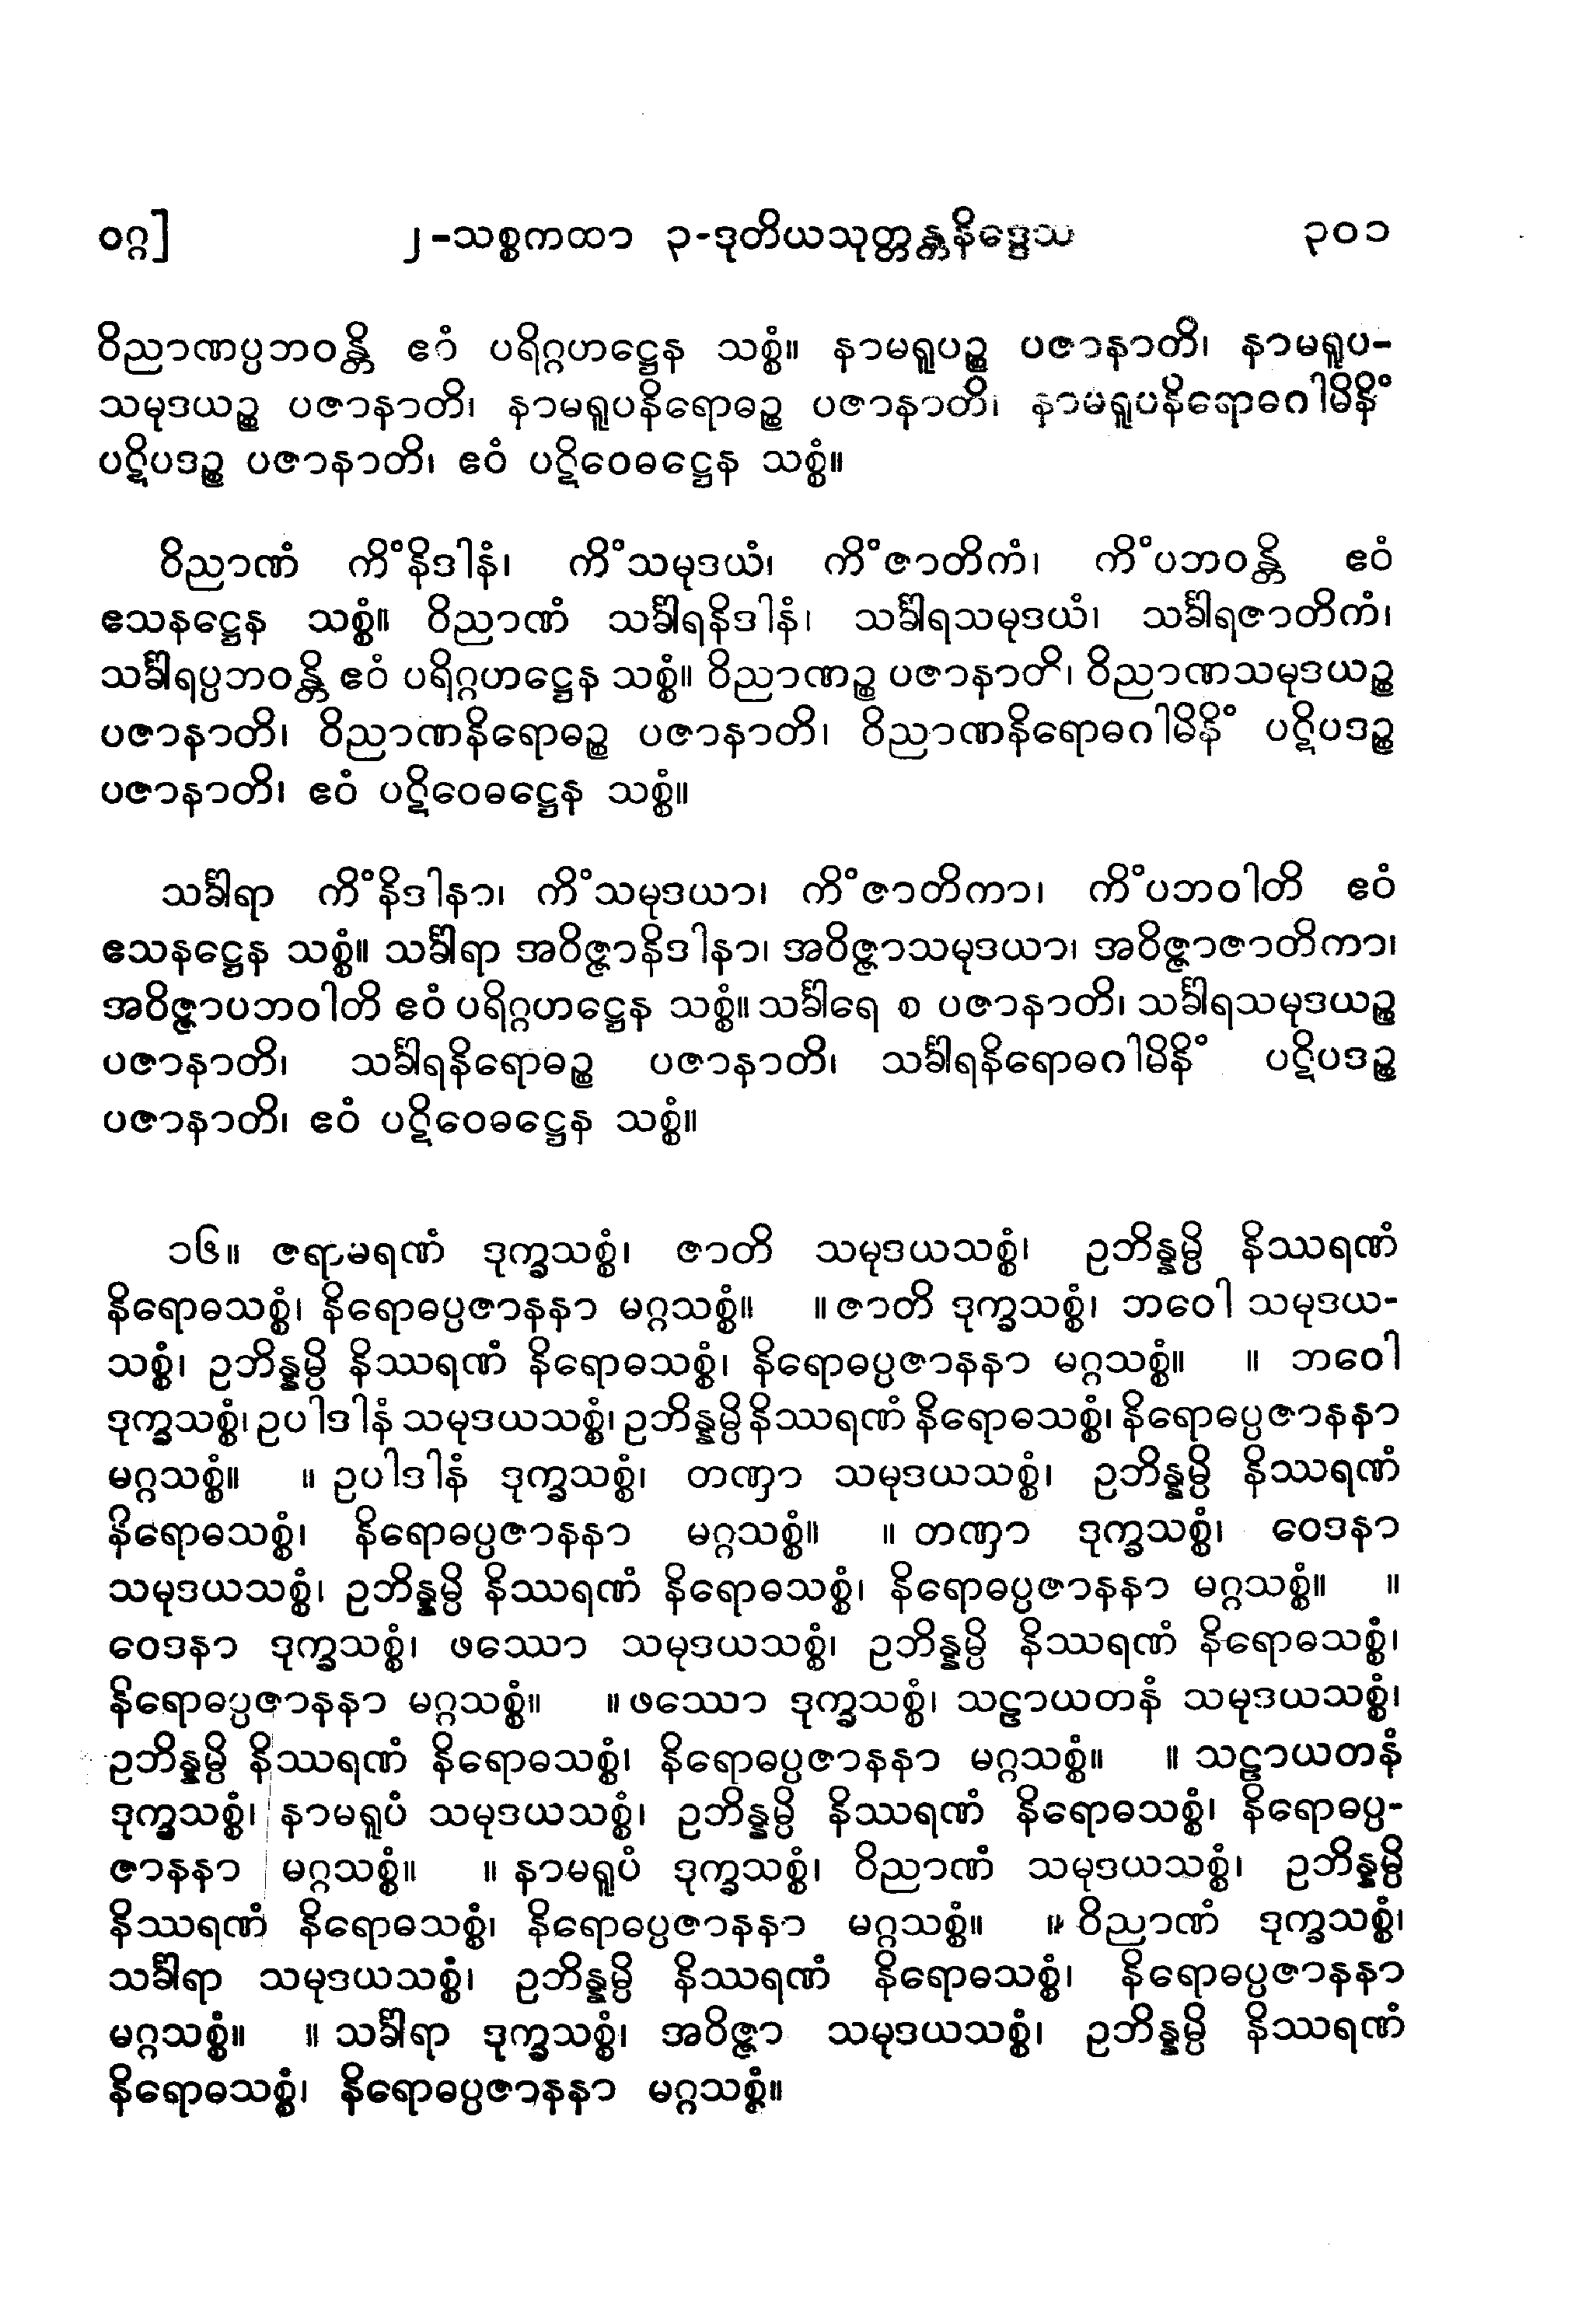 ဝဂ္ဂ] ၂-သစ္စကထာ ၃-ဒုတိယသုတ္တန္တနိဒ္ဒေသ ၃၀၁
ဝိညာဏပ္ပဘဝန္တိ ဧဝံ ပရိဂ္ဂဟဋ္ဌေန သစ္စံ။ နာမရူပဉ္စ ပဇာနာတိ၊ နာမရူပ-
သမုဒယဉ္စ ပဇာနာတိ၊ နာမရူပနိရောဓဉ္စ ပဇာနာတိ၊ နာမရူပနိရောဓဂါမိနိံ
ပဋိပဒဉ္စ ပဇာနာတိ၊ ဧဝံ ပဋိဝေဓဋ္ဌေန သစ္စံ။
ဝိညာဏံ ကိံနိဒါနံ၊ ကိံသမုဒယံ၊ ကိံဇာတိကံ၊ ကိံပဘဝန္တိ ဧဝံ
ဧသနဋ္ဌေန သစ္စံ။ ဝိညာဏံ သင်္ခါရနိဒါနံ၊ သင်္ခါရသမုဒယံ၊ သင်္ခါရဇာတိကံ၊
သင်္ခါရပ္ပဘဝန္တိ ဧဝံ ပရိဂ္ဂဟဋ္ဌေန သစ္စံ။ ဝိညာဏဉ္စ ပဇာနာတိ၊ ဝိညာဏသမုဒယဉ္စ
ပဇာနာတိ၊ ဝိညာဏနိရောဓဉ္စ ပဇာနာတိ၊ ဝိညာဏနိရောဓဂါမိနိံ ပဋိပဒဉ္စ
ပဇာနာတိ၊ ဧဝံ ပဋိဝေဓဋ္ဌေန သစ္စံ။
သင်္ခါရာ ကိံနိဒါနာ၊ ကိံသမုဒယာ၊ ကိံဇာတိကာ၊ ကိံပဘဝါတိ ဧဝံ
ဧသနဋ္ဌေန သစ္စံ။ သင်္ခါရာ အဝိဇ္ဇာနိဒါနာ၊ အဝိဇ္ဇာသမုဒယာ၊ အဝိဇ္ဇာဇာတိကာ၊
အဝိဇ္ဇာပဘဝါတိ ဧဝံ ပရိဂ္ဂဟဋ္ဌေန သစ္စံ။ သင်္ခါရေ စ ပဇာနာတိ၊ သင်္ခါရသမုဒယဉ္စ
ပဇာနာတိ၊ သင်္ခါရနိရောဓဉ္စ ပဇာနာတိ၊ သင်္ခါရနိရောဓဂါမိနိံ ပဋိပဒဉ္စ
ပဇာနာတိ၊ ဧဝံ ပဋိဝေဓဋ္ဌေန သစ္စံ။
၁၆။ ဇရာမရဏံ ဒုက္ခသစ္စံ၊ ဇာတိ သမုဒယသစ္စံ၊ ဥဘိန္နမ္ပိ နိဿရဏံ
နိရောဓသစ္စံ၊ နိရောဓပ္ပဇာနနာ မဂ္ဂသစ္စံ။ ။ ဇာတိ ဒုက္ခသစ္စံ၊ ဘဝေါ သမုဒယ-
သစ္စံ၊ ဥဘိန္နမ္ပိ နိဿရဏံ နိရောဓသစ္စံ၊ နိရောဓပ္ပဇာနနာ မဂ္ဂသစ္စံ။ ။ ဘဝေါ
ဒုက္ခသစ္စံ၊ ဥပါဒါနံ သမုဒယသစ္စံ၊ ဥဘိန္နမ္ပိ နိဿရဏံ နိရောဓသစ္စံ၊ နိရောဓပ္ပဇာနနာ
မဂ္ဂသစ္စံ။ ။ ဥပါဒါနံ ဒုက္ခသစ္စံ၊ တဏှာ သမုဒယသစ္စံ၊ ဥဘိန္နမ္ပိ နိဿရဏံ
နိရောဓသစ္စံ၊ နိရောဓပ္ပဇာနနာ မဂ္ဂသစ္စံ။ ။ တဏှာ ဒုက္ခသစ္စံ၊ ဝေဒနာ
သမုဒယသစ္စံ၊ ဥဘိန္နမ္ပိ နိဿရဏံ နိရောဓသစ္စံ၊ နိရောဓပ္ပဇာနနာ မဂ္ဂသစ္စံ။ ။
ဝေဒနာ ဒုက္ခသစ္စံ၊ ဖဿော သမုဒယသစ္စံ၊ ဥဘိန္နမ္ပိ နိဿရဏံ နိရောဓသစ္စံ၊
နိရောဓပ္ပဇာနနာ မဂ္ဂသစ္စံ။ ။ ဖဿော ဒုက္ခသစ္စံ၊ သဠာယတနံ သမုဒယသစ္စံ၊
ဥဘိန္နမ္ပိ နိဿရဏံ နိရောဓသစ္စံ၊ နိရောဓပ္ပဇာနနာ မဂ္ဂသစ္စံ။ ။ သဠာယတနံ
ဒုက္ခသစ္စံ၊ နာမရူပံ သမုဒယသစ္စံ၊ ဥဘိန္နမ္ပိ နိဿရဏံ နိရောဓသစ္စံ၊ နိရောဓပ္ပ-
ဇာနနာ မဂ္ဂသစ္စံ။ ။ နာမရူပံ ဒုက္ခသစ္စံ၊ ဝိညာဏံ သမုဒယသစ္စံ၊ ဥဘိန္နမ္ပိ
နိဿရဏံ နိရောဓသစ္စံ၊ နိရောဓပ္ပဇာနနာ မဂ္ဂသစ္စံ။ ။ ဝိညာဏံ ဒုက္ခသစ္စံ၊
သင်္ခါရာ သမုဒယသစ္စံ၊ ဥဘိန္နမ္ပိ နိဿရဏံ နိရောဓသစ္စံ၊ နိရောဓပ္ပဇာနနာ
မဂ္ဂသစ္စံ။ ။ သင်္ခါရာ ဒုက္ခသစ္စံ၊ အဝိဇ္ဇာ သမုဒယသစ္စံ၊ ဥဘိန္နမ္ပိ နိဿရဏံ
နိရောဓသစ္စံ၊ နိရောဓပ္ပဇာနနာ မဂ္ဂသစ္စံ။